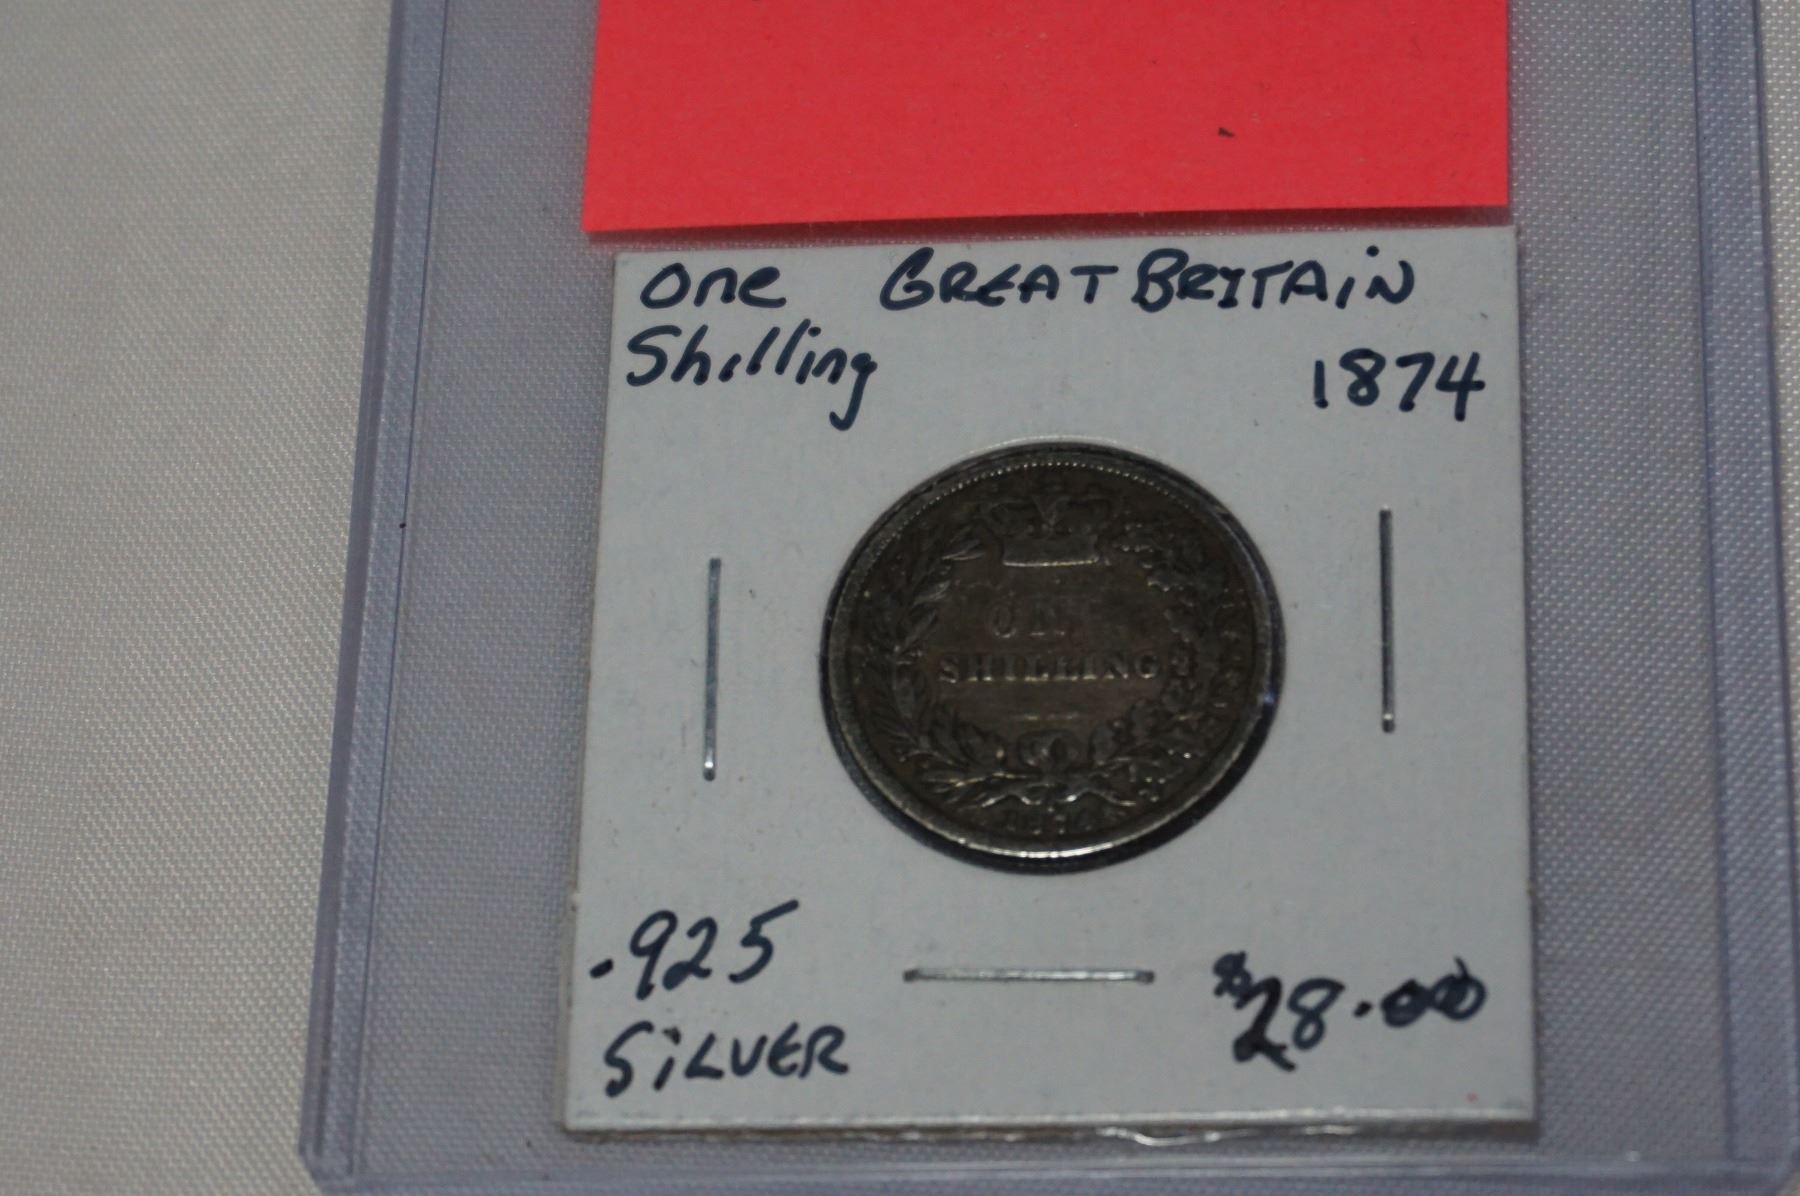 one GREAT BRITAIN
Shilling 1874
ONE
SHILLING
.925
SILVER $28.00